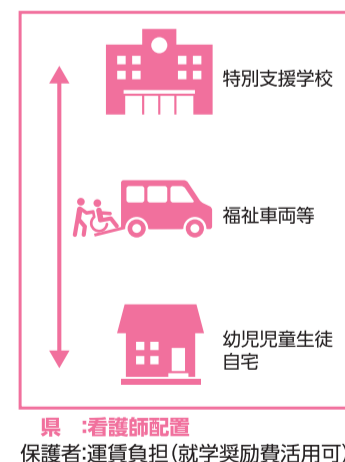 特別支援学校
福祉車両等
幼児児童生徒
自宅
県 :看護師配置
保護者:運賃負担(就学奨励費活用可)